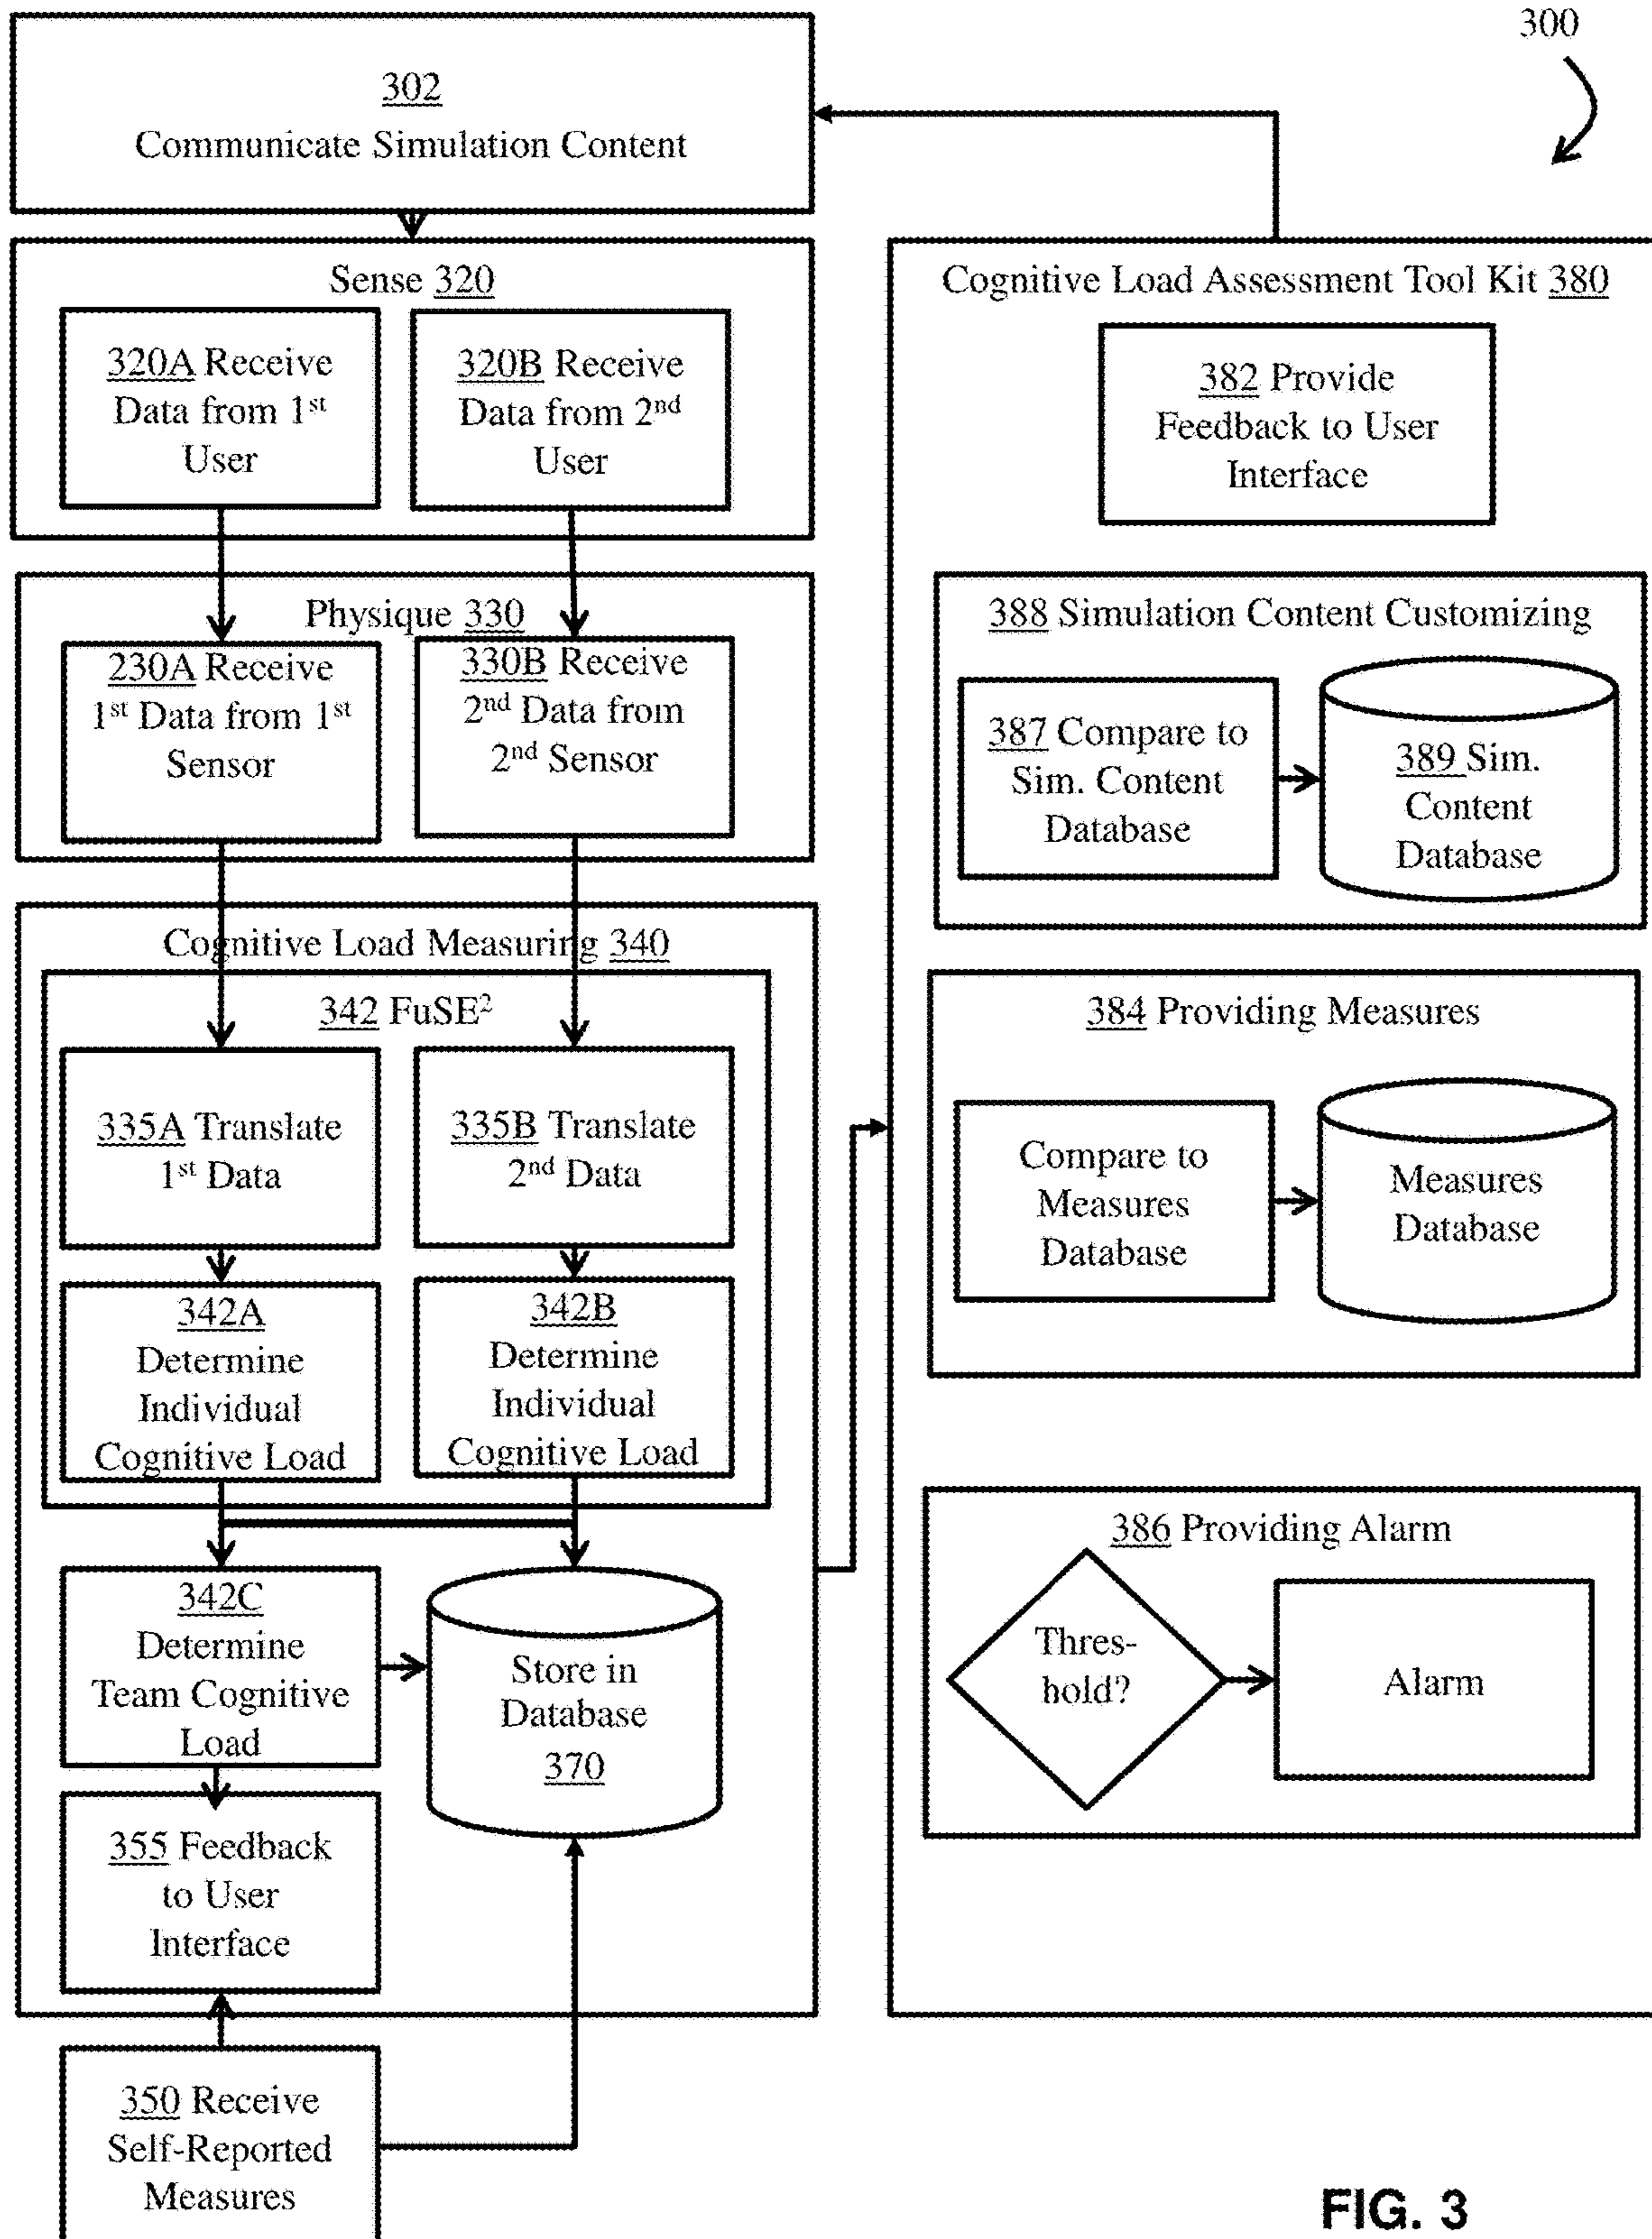 300
302
Communicate Simulation Content
Sense 320
320A Receive
Data from 1st
User
320B Receive
Data from 2nd
User
Physique 330
230A Receive
1st Data from 1st
Sensor
330B Receive
2nd Data from
2nd Sensor
Cognitive Load Measuring 340
342 FuSE²
335A Translate
1st Data
335B Translate
2nd Data
342A
Determine
Individual
Cognitive Load
342B
Determine
Individual
Cognitive Load
342C
Determine
Team Cognitive
Load
Store in
Database
370
355 Feedback
to User
Interface
350 Receive
Self-Reported
Measures
Cognitive Load Assessment Tool Kit 380
382 Provide
Feedback to User
Interface
388 Simulation Content Customizing
387 Compare to
Sim. Content
Database
389 Sim.
Content
Database
384 Providing Measures
Compare to
Measures
Database
Measures
Database
386 Providing Alarm
Thres-
hold?
Alarm
FIG. 3